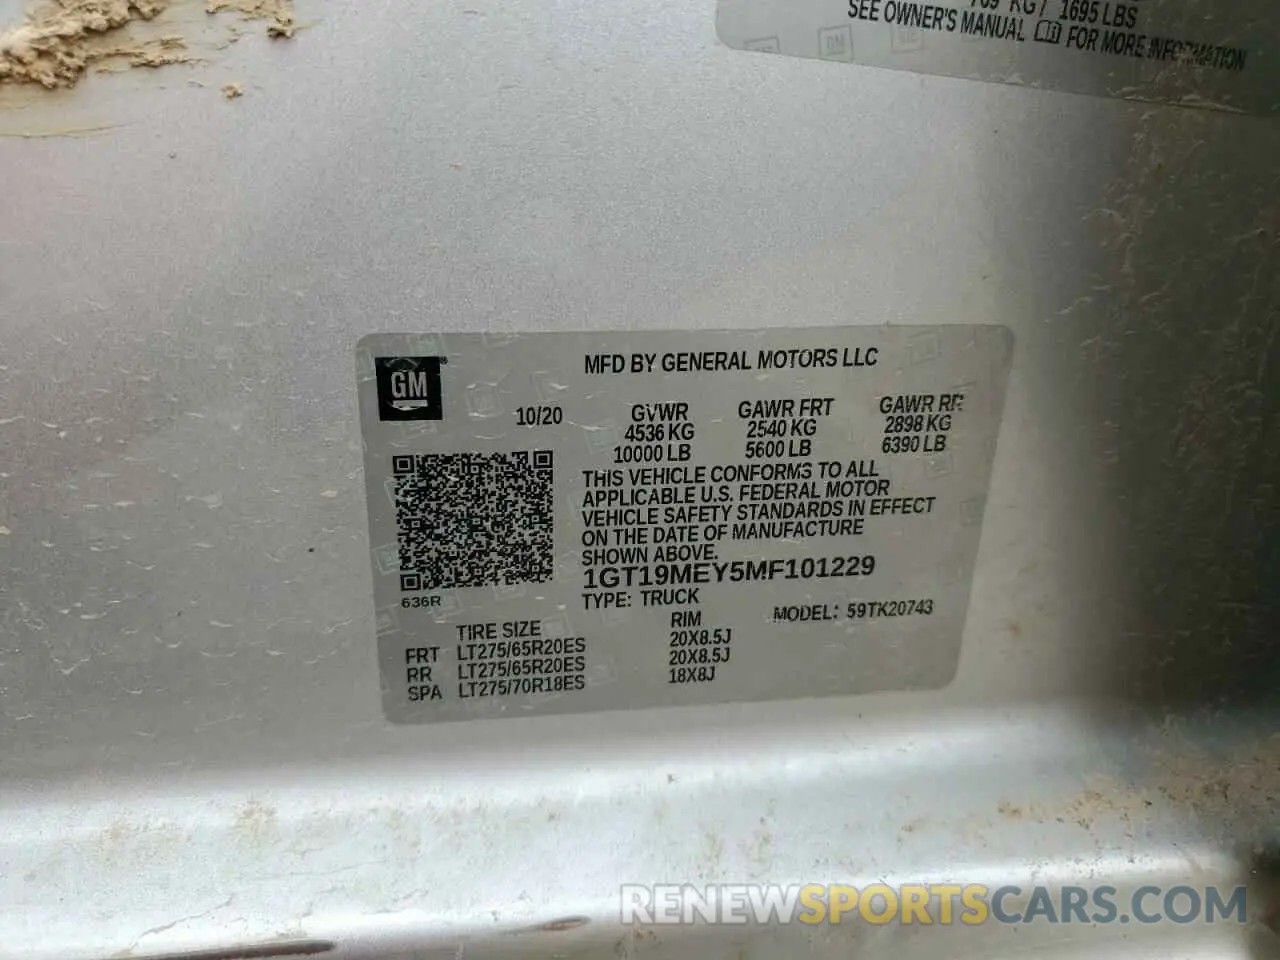 KG / 1695 LBS
SEE OWNER'S MANUAL FOR MORE INFORMATION
GM
GM
MFD BY GENERAL MOTORS LLC
10/20 GVWR GAWR FRT GAWR RR
4536 KG 2540 KG 2898 KG
10000 LB 5600 LB 6390 LB
THIS VEHICLE CONFORMS TO ALL
APPLICABLE U.S. FEDERAL MOTOR
VEHICLE SAFETY STANDARDS IN EFFECT
ON THE DATE OF MANUFACTURE
SHOWN ABOVE.
1GT19MEY5MF101229
636R
TYPE: TRUCK MODEL: 59TK20743
TIRE SIZE RIM
FRT LT275/65R20ES 20X8.5J
RR LT275/65R20ES 20X8.5J
SPA LT275/70R18ES 18X8J
RENEWSPORTSCARS.COM